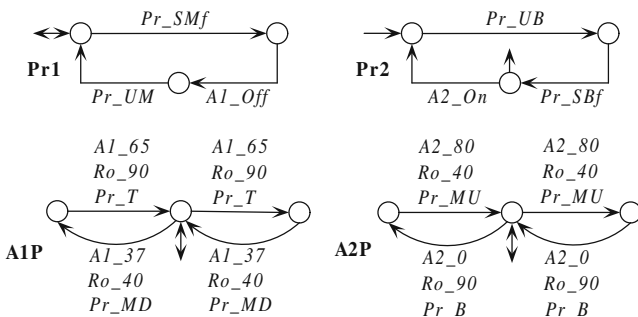 Pr_SMf
Pr1
Pr_UM
A1_Off
Pr_UB
Pr2
A2_On
Pr_SBf
A1_65
Ro_90
Pr_T
A1_65
Ro_90
Pr_T
A1P
A1_37
Ro_40
Pr_MD
A1_37
Ro_40
Pr_MD
A2_80
Ro_40
Pr_MU
A2_80
Ro_40
Pr_MU
A2P
A2_0
Ro_90
Pr_B
A2_0
Ro_90
Pr_B